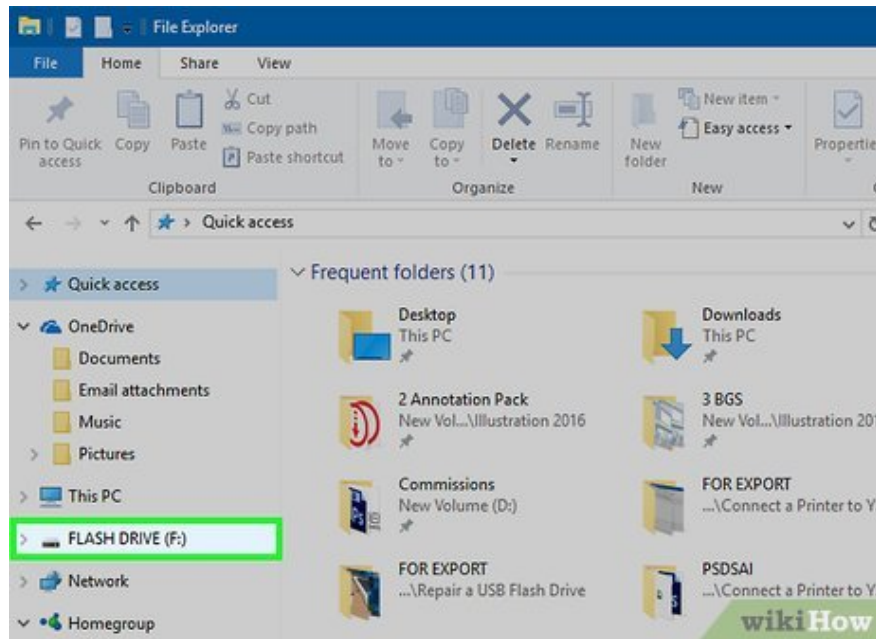 File Explorer
File Home Share View
Pin to Quick access
Copy
Paste
Cut
Copy path
Paste shortcut
Clipboard
Move to
Copy to
Delete
Rename
Organize
New folder
New item
Easy access
New
Quick access
Quick access
OneDrive
Documents
Email attachments
Music
Pictures
This PC
FLASH DRIVE (F:)
Network
Homegroup
Frequent folders (11)
Desktop
This PC
Downloads
This PC
2 Annotation Pack
New Vol...\Illustration 2016
3 BGS
New Vol...\Illustration 20
Commissions
New Volume (D:)
FOR EXPORT
...\Connect a Printer to Y
FOR EXPORT
...\Repair a USB Flash Drive
PSDSAI
...\Connect a Printer to Y
wikiHow